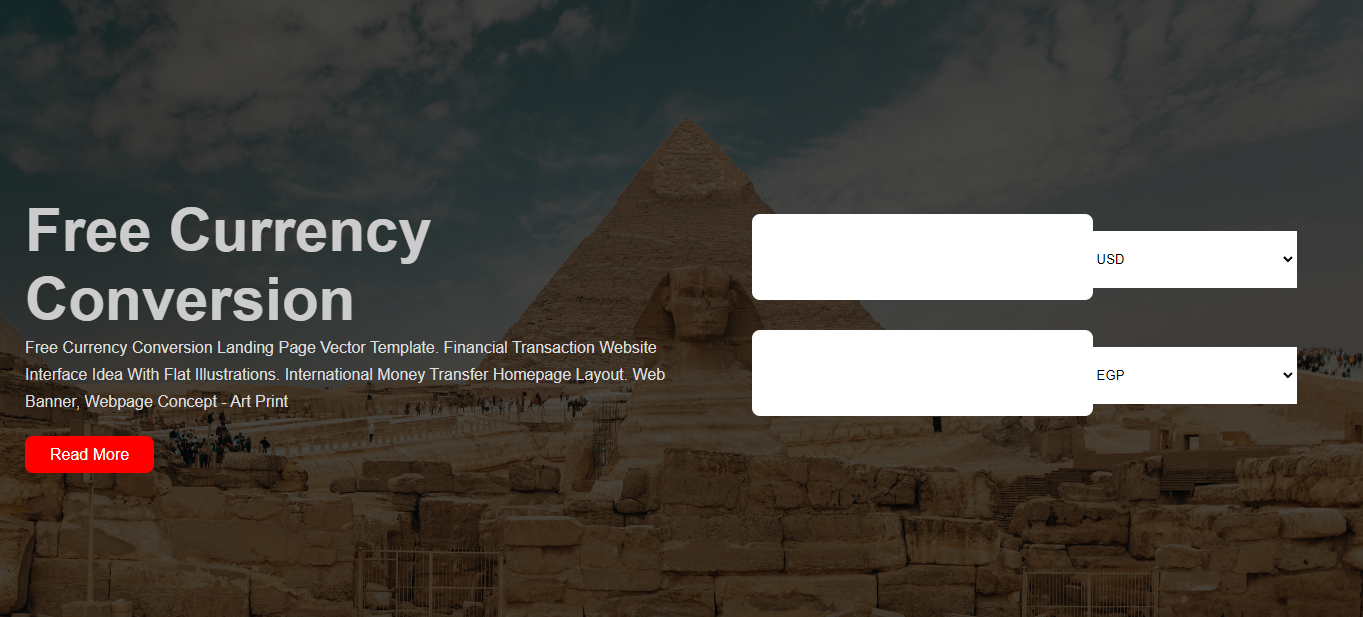 Free Currency
Conversion
Free Currency Conversion Landing Page Vector Template. Financial Transaction Website
Interface Idea With Flat Illustrations. International Money Transfer Homepage Layout. Web
Banner, Webpage Concept - Art Print
Read More
USD
EGP